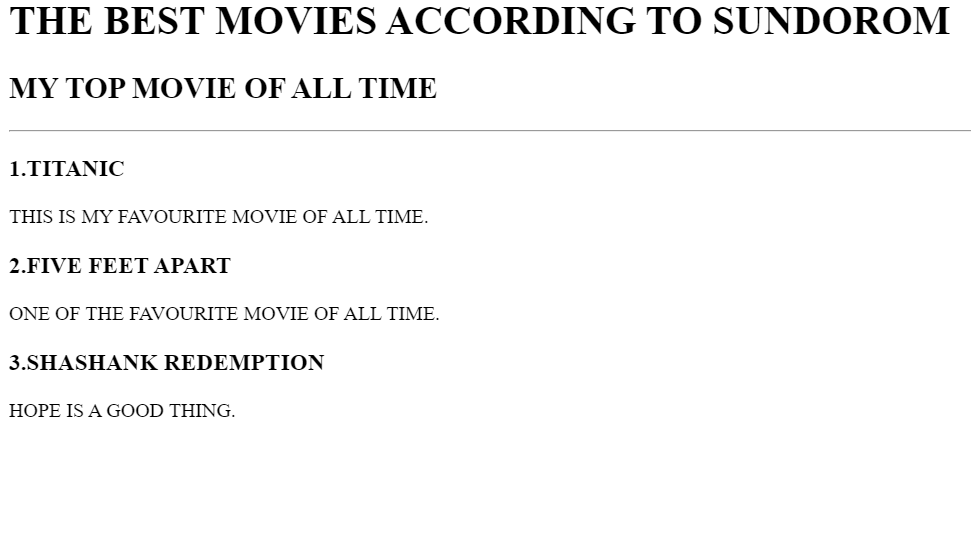 THE BEST MOVIES ACCORDING TO SUNDOROM
MY TOP MOVIE OF ALL TIME
1.TITANIC
THIS IS MY FAVOURITE MOVIE OF ALL TIME.
2.FIVE FEET APART
ONE OF THE FAVOURITE MOVIE OF ALL TIME.
3.SHASHANK REDEMPTION
HOPE IS A GOOD THING.